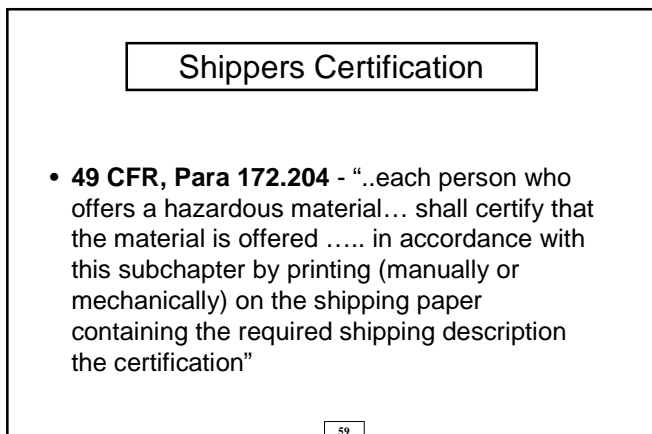 Shippers Certification
• 49 CFR, Para 172.204 - “..each person who
offers a hazardous material… shall certify that
the material is offered ….. in accordance with
this subchapter by printing (manually or
mechanically) on the shipping paper
containing the required shipping description
the certification”
59